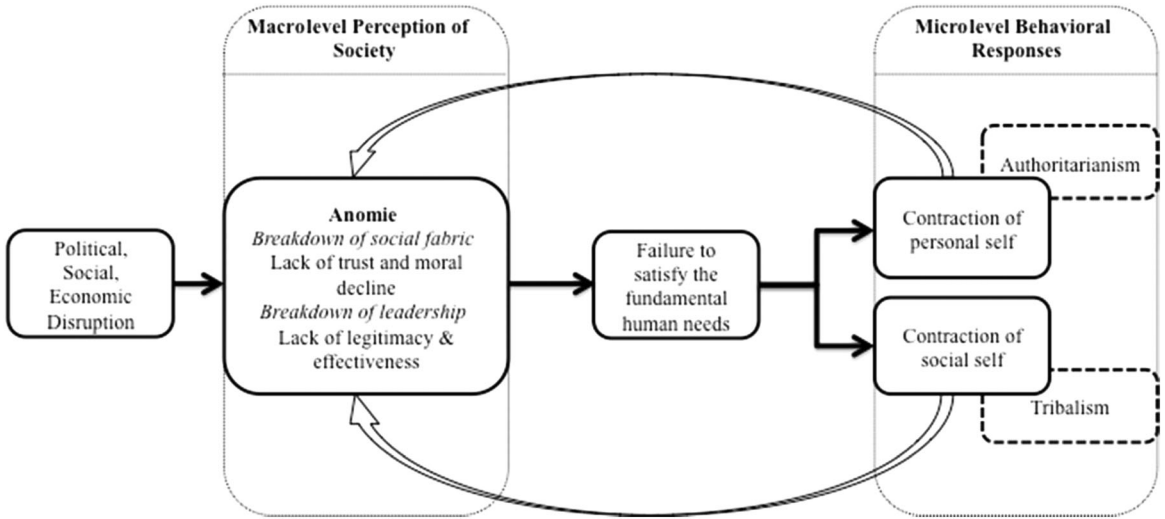 Macrolevel Perception of
Society
Microlevel Behavioral
Responses
Political,
Social,
Economic
Disruption
Anomie
Breakdown of social fabric
Lack of trust and moral
decline
Breakdown of leadership
Lack of legitimacy &
effectiveness
Failure to
satisfy the
fundamental
human needs
Authoritarianism
Contraction of
personal self
Contraction of
social self
Tribalism